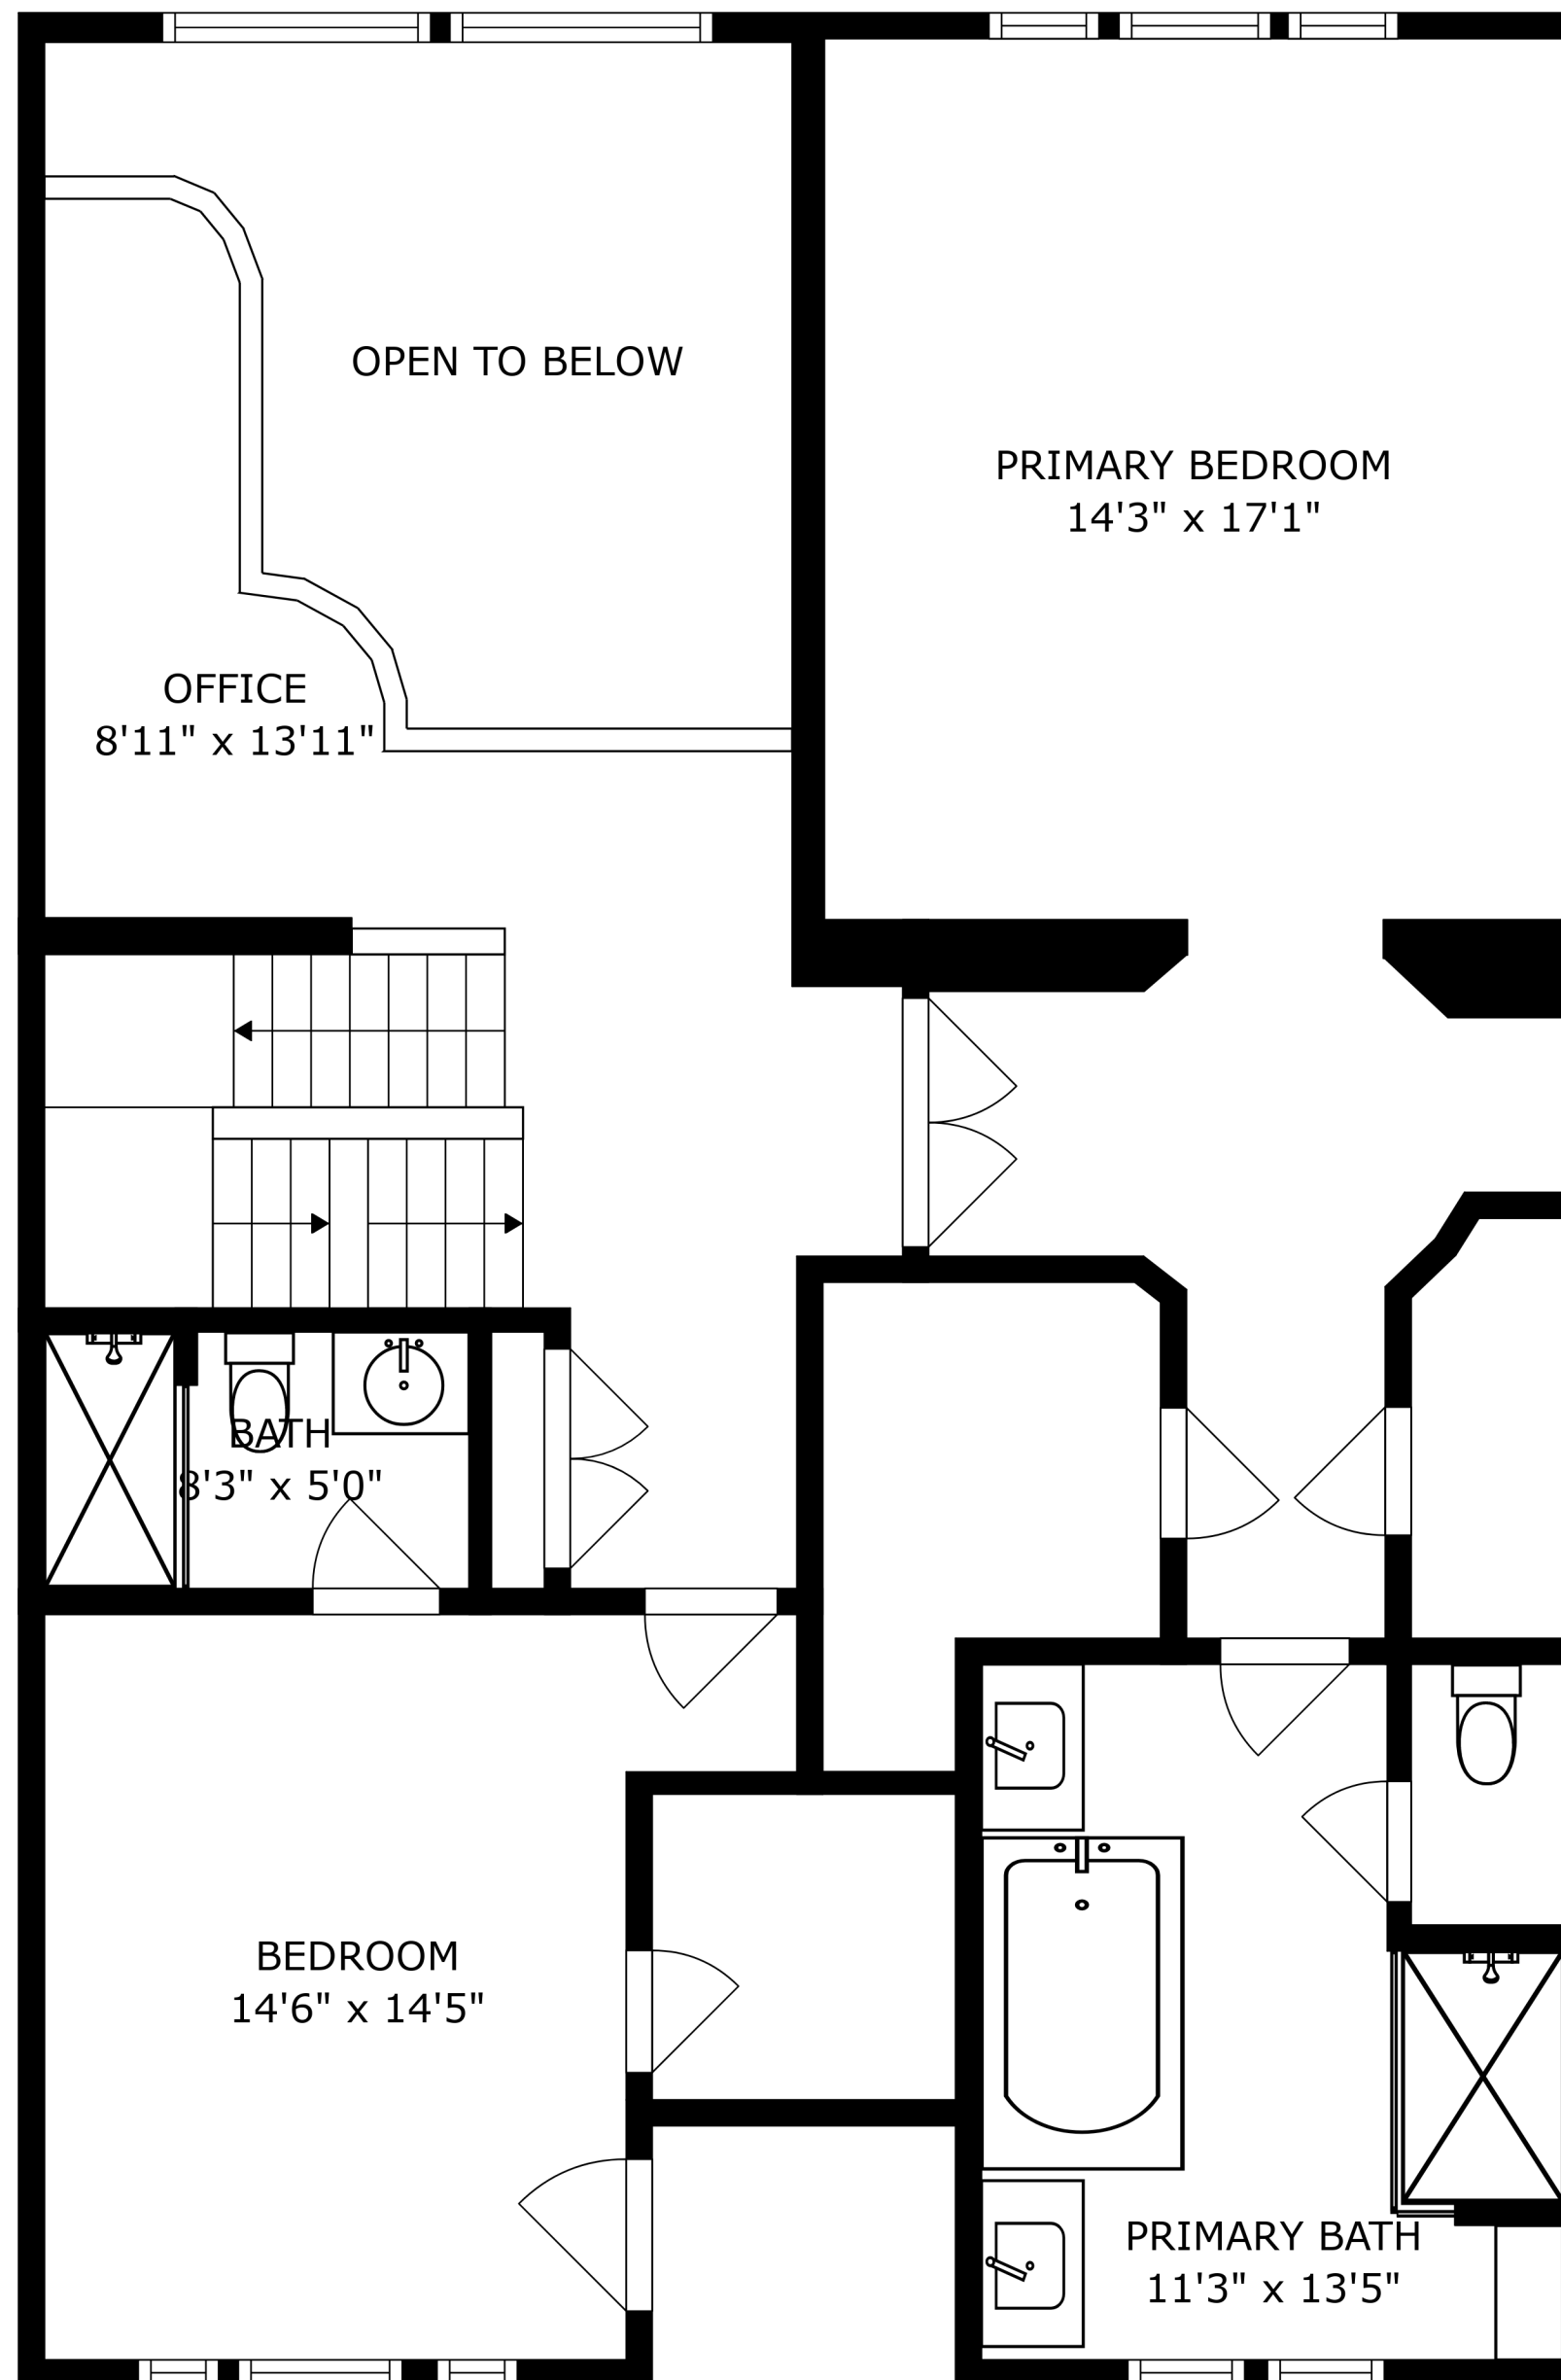 OPEN TO BELOW
PRIMARY BEDROOM
14'3" x 17'1"
OFFICE
8'11" x 13'11"
BATH
8'3" x 5'0"
BEDROOM
14'6" x 14'5"
PRIMARY BATH
11'3" x 13'5"